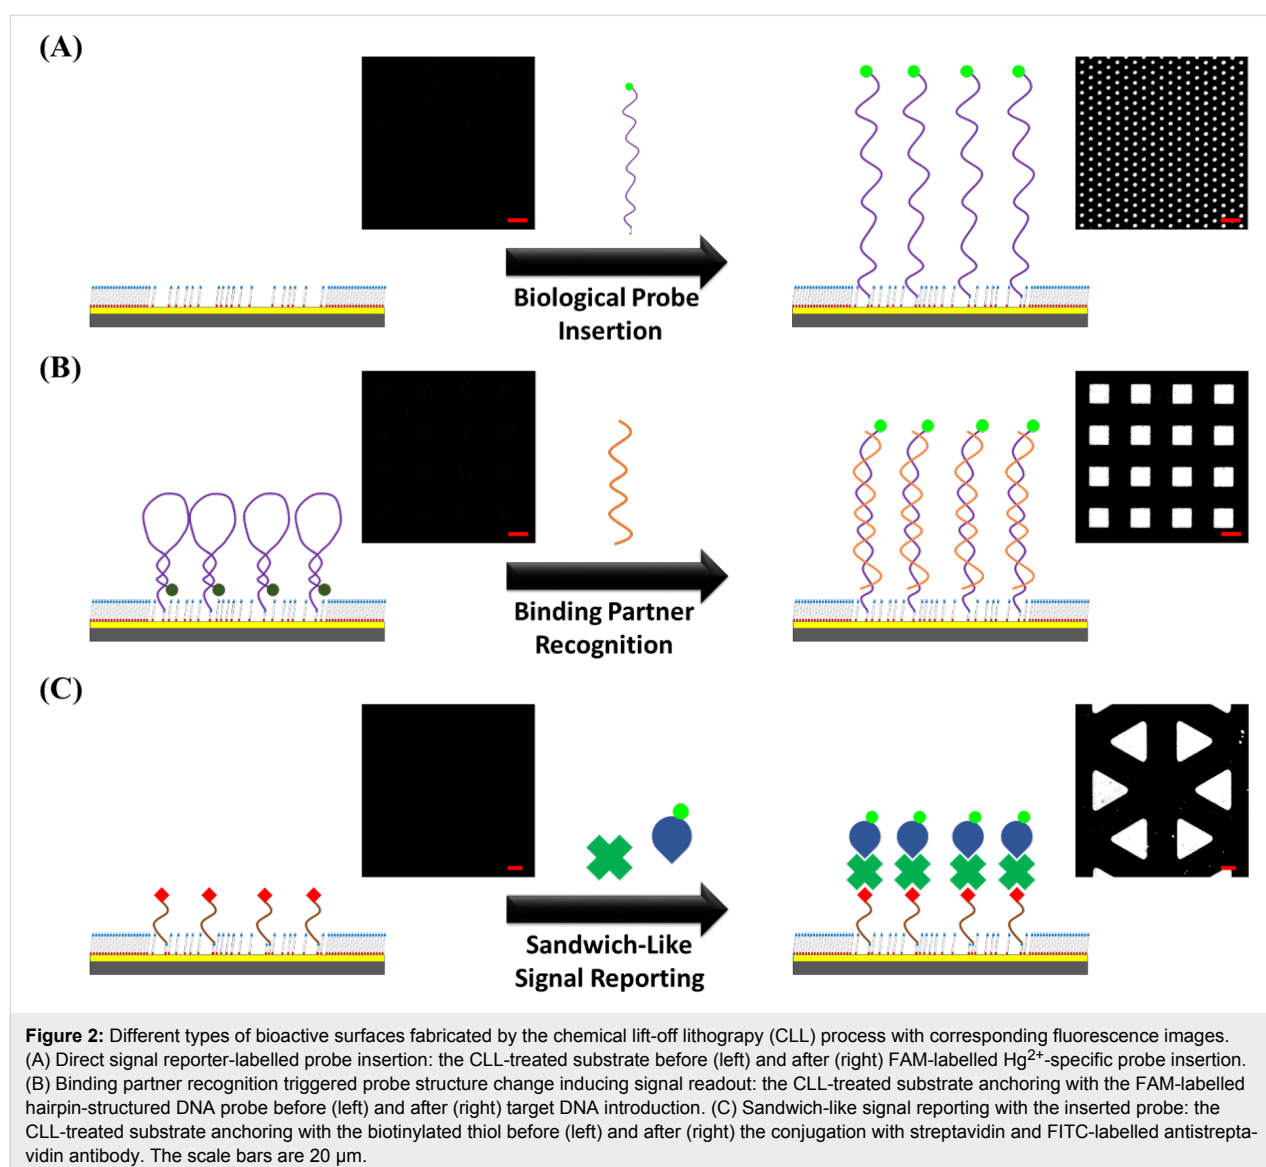 (A)
Biological Probe
Insertion
(B)
Binding Partner
Recognition
(C)
Sandwich-Like
Signal Reporting
Figure 2: Different types of bioactive surfaces fabricated by the chemical lift-off lithograpy (CLL) process with corresponding fluorescence images.
(A) Direct signal reporter-labelled probe insertion: the CLL-treated substrate before (left) and after (right) FAM-labelled Hg2+-specific probe insertion.
(B) Binding partner recognition triggered probe structure change inducing signal readout: the CLL-treated substrate anchoring with the FAM-labelled
hairpin-structured DNA probe before (left) and after (right) target DNA introduction. (C) Sandwich-like signal reporting with the inserted probe: the
CLL-treated substrate anchoring with the biotinylated thiol before (left) and after (right) the conjugation with streptavidin and FITC-labelled antistrepta-
vidin antibody. The scale bars are 20 µm.